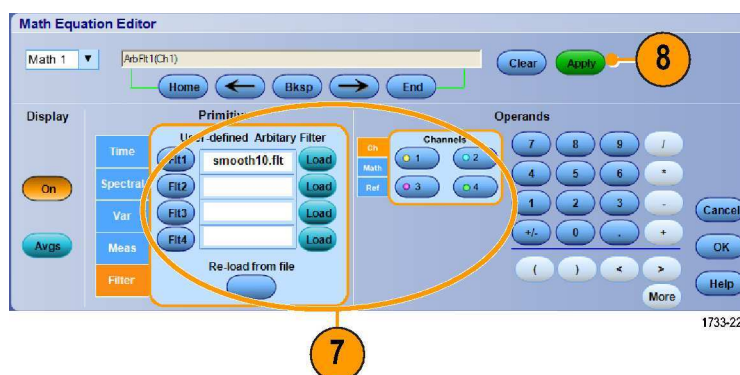 Math Equation Editor
Math 1
ArbFlt1(Ch1)
Clear
Apply
8
Home
Bksp
End
Display
Operands
User-defined Arbitary Filter
Time
Spectral
Var
Meas
Filter
On
Avgs
Flt1
smooth10.flt
Load
Flt2
Load
Flt3
Load
Flt4
Load
Re-load from file
Ch
Math
Ref
Channels
1
2
3
4
7
8
9
/
4
5
6
*
1
2
3
-
+/-
0
.
+
(
)
<
>
More
Cancel
OK
Help
1733-22
7